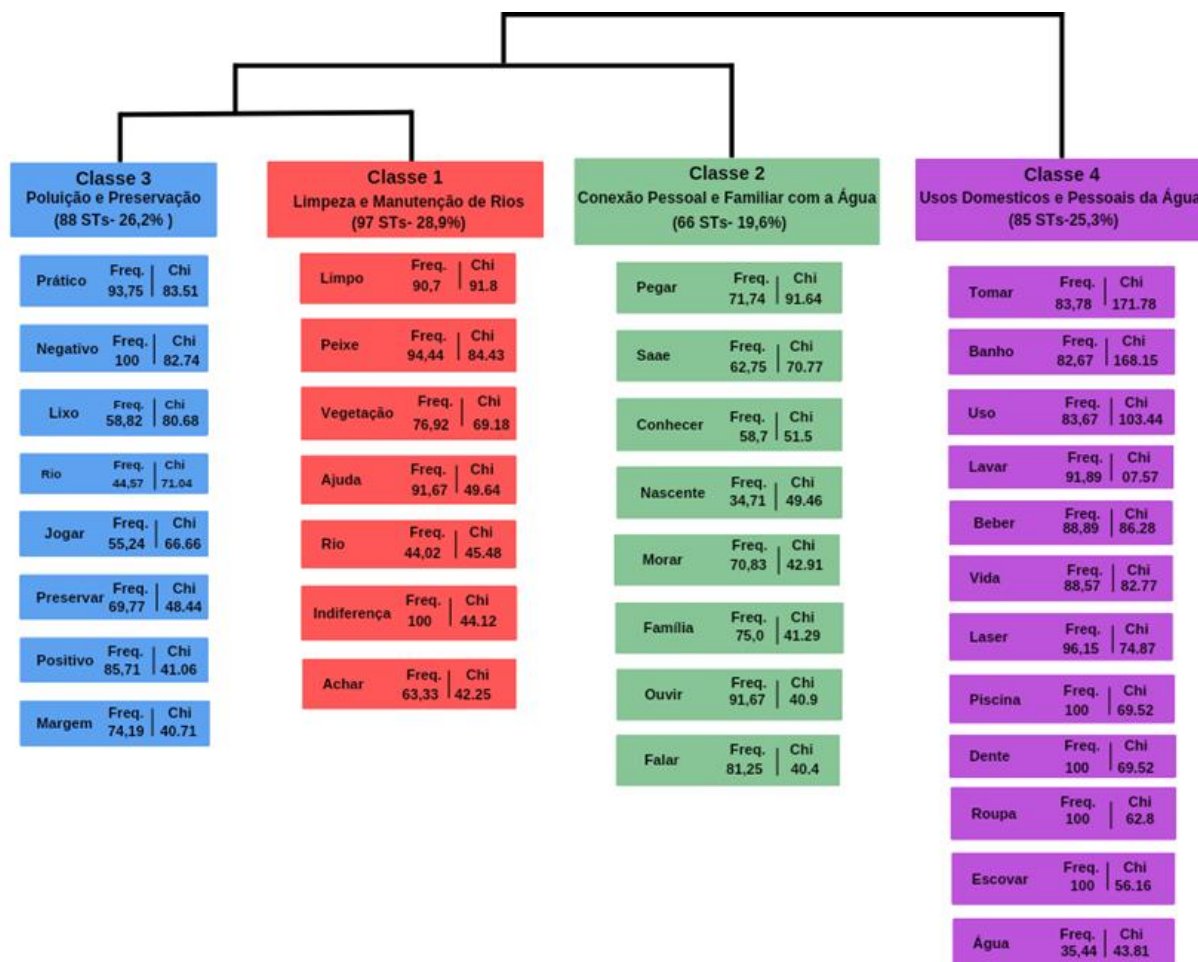 Classe 3
Poluição e Preservação
(88 STs- 26,2% )
Prático Freq. Chi
93,75 83.51
Negativo Freq. Chi
100 82.74
Lixo Freq. Chi
58,82 80.68
Rio Freq. Chi
44,57 71.04
Jogar Freq. Chi
55,24 66.66
Preservar Freq. Chi
69,77 48.44
Positivo Freq. Chi
85,71 41.06
Margem Freq. Chi
74,19 40.71
Classe 1
Limpeza e Manutenção de Rios
(97 STs- 28,9%)
Limpo Freq. Chi
90,7 91.8
Peixe Freq. Chi
94,44 84.43
Vegetação Freq. Chi
76,92 69.18
Ajuda Freq. Chi
91,67 49.64
Rio Freq. Chi
44,02 45.48
Indiferença Freq. Chi
100 44.12
Achar Freq. Chi
63,33 42.25
Classe 2
Conexão Pessoal e Familiar com a Água
(66 STs- 19,6%)
Pegar Freq. Chi
71,74 91.64
Saae Freq. Chi
62,75 70.77
Conhecer Freq. Chi
58,7 51.5
Nascente Freq. Chi
34,71 49.46
Morar Freq. Chi
70,83 42.91
Família Freq. Chi
75,0 41.29
Ouvir Freq. Chi
91,67 40.9
Falar Freq. Chi
81,25 40.4
Classe 4
Usos Domesticos e Pessoais da Água
(85 STs-25,3%)
Tomar Freq. Chi
83,78 171.78
Banho Freq. Chi
82,67 168.15
Uso Freq. Chi
83,67 103.44
Lavar Freq. Chi
91,89 07.57
Beber Freq. Chi
88,89 86.28
Vida Freq. Chi
88,57 82.77
Laser Freq. Chi
96,15 74.87
Piscina Freq. Chi
100 69.52
Dente Freq. Chi
100 69.52
Roupa Freq. Chi
100 62.8
Escovar Freq. Chi
100 56.16
Água Freq. Chi
35,44 43.81